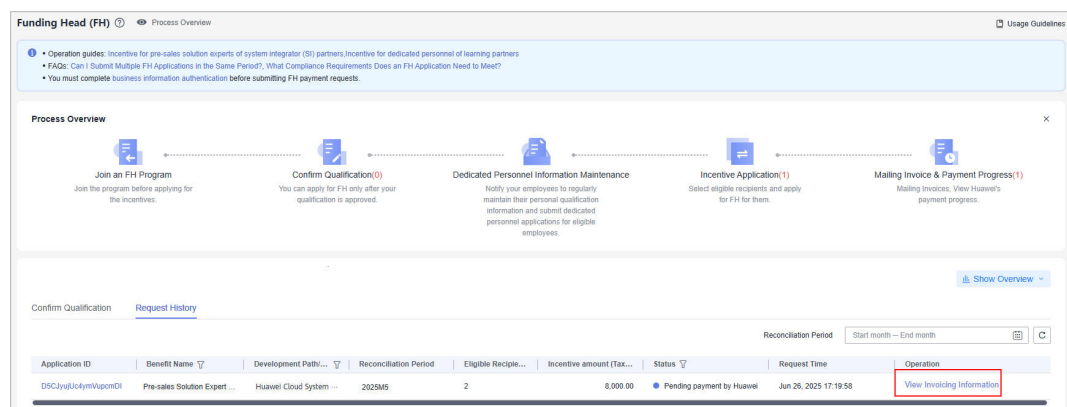 Funding Head (FH) Process Overview Usage Guidelines
• Operation guides: Incentive for pre-sales solution experts of system integrator (SI) partners,Incentive for dedicated personnel of learning partners
• FAQs: Can I Submit Multiple FH Applications in the Same Period?, What Compliance Requirements Does an FH Application Need to Meet?
• You must complete business information authentication before submitting FH payment requests.
Process Overview
Join an FH Program
Join the program before applying for
the incentives.
Confirm Qualification(0)
You can apply for FH only after your
qualification is approved.
Dedicated Personnel Information Maintenance
Notify your employees to regularly
maintain their personal qualification
information and submit dedicated
personnel applications for eligible
employees.
Incentive Application(1)
Select eligible recipients and apply
for FH for them.
Mailing Invoice & Payment Progress(1)
Mailing Invoices, View Huawei's
payment progress.
Show Overview
Confirm Qualification Request History
Reconciliation Period Start month – End month
Application ID Benefit Name Development Path/... Reconciliation Period Eligible Recipie... Incentive amount (Tax... Status Request Time Operation
D5CJyujUc4ymVupomDI Pre-sales Solution Expert ... Huawei Cloud System ... 2025M5 2 8,000.00 Pending payment by Huawei Jun 26, 2025 17:19:58 View Invoicing Information